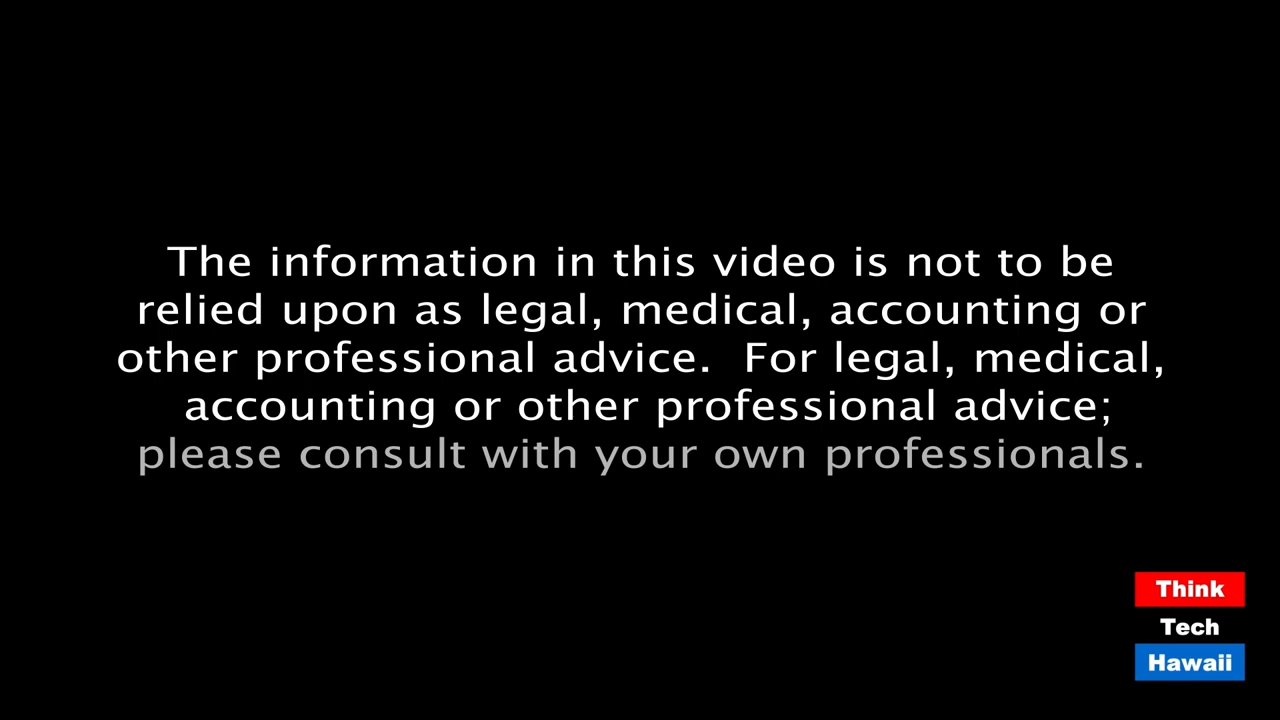 The information in this video is not to be
relied upon as legal, medical, accounting or
other professional advice.  For legal, medical,
accounting or other professional advice;
please consult with your own professionals.
Think
Tech
Hawaii